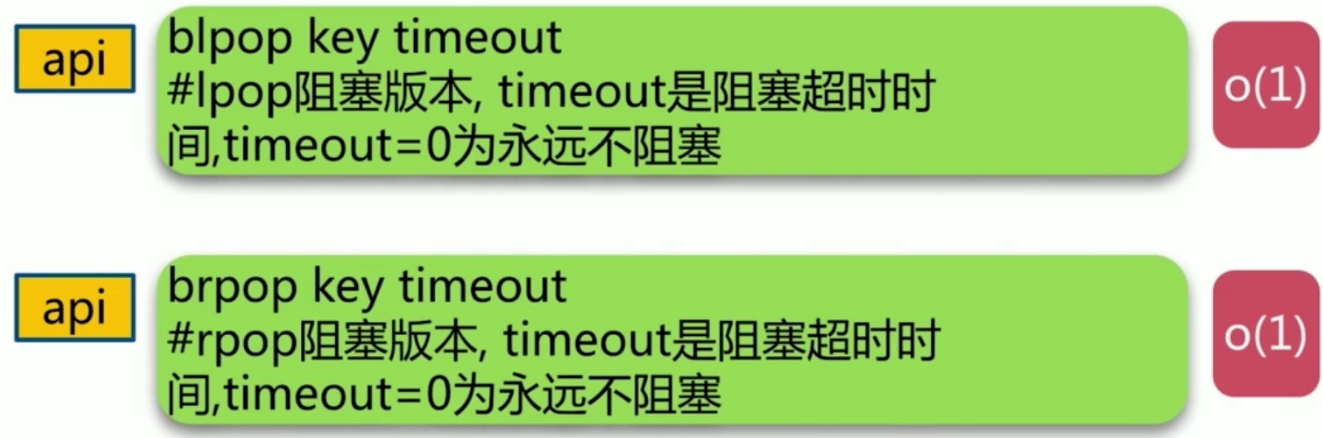 api
blpop key timeout
#lpop阻塞版本, timeout是阻塞超时时
间,timeout=0为永远不阻塞
o(1)
api
brpop key timeout
#rpop阻塞版本, timeout是阻塞超时时
间,timeout=0为永远不阻塞
o(1)